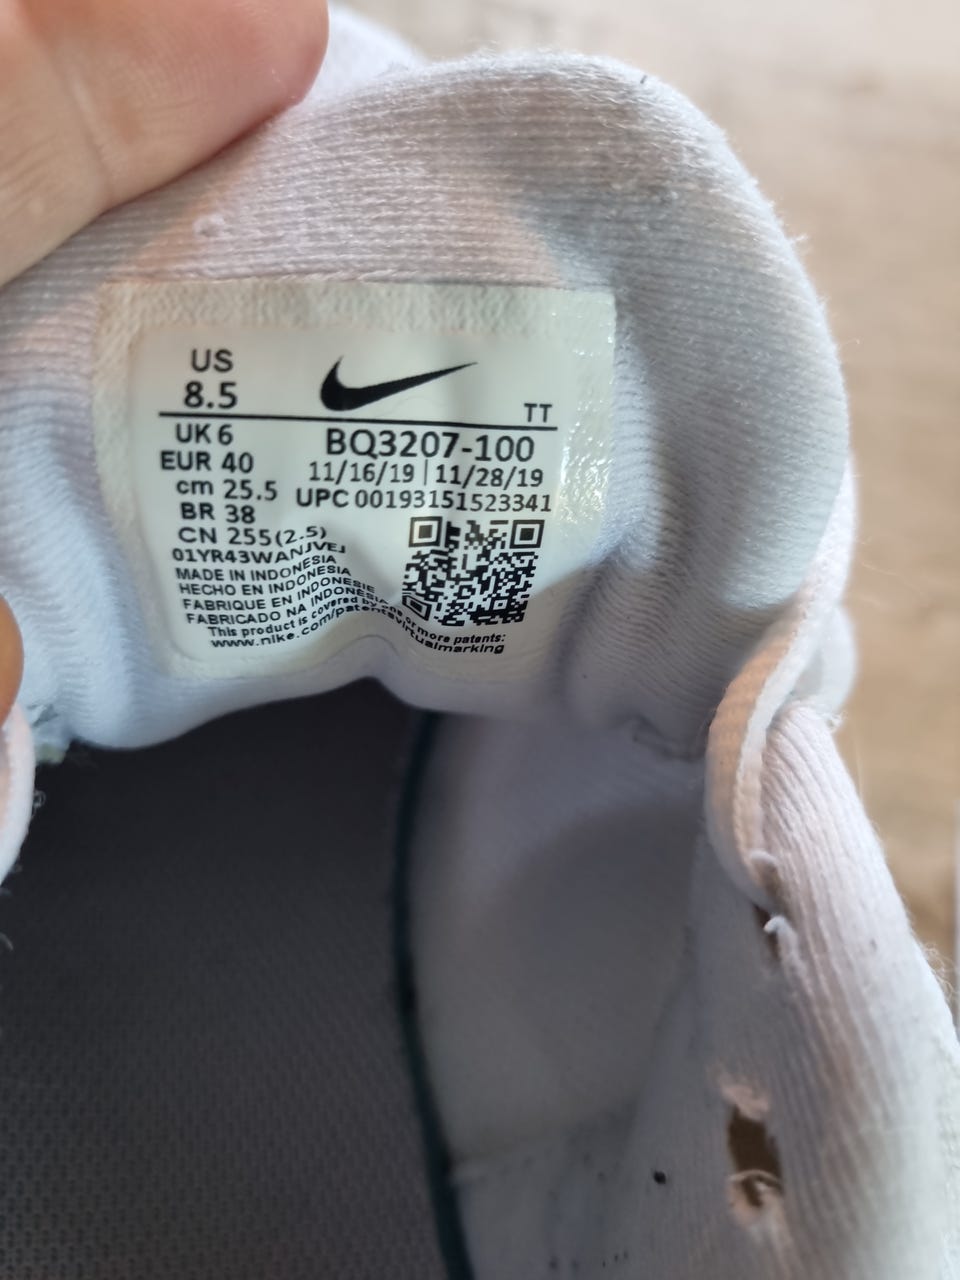 US
8.5
TT
UK 6
BQ3207-100
EUR 40
11/16/19 | 11/28/19
cm 25.5
UPC 00193151523341
BR 38
CN 255(2.5)
01YR43WANJVEJ
MADE IN INDONESIA
HECHO EN INDONESIA
FABRIQUE EN INDONESIE
FABRICADO NA INDONESIA
This product is covered by one or more patents:
www.nike.com/patentsvirtualmarking